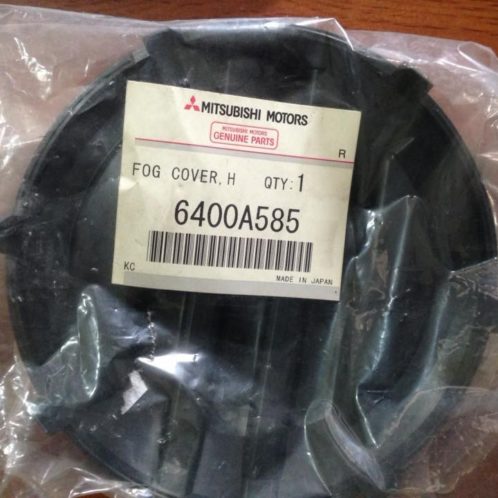 MITSUBISHI MOTORS
MITSUBISHI MOTORS
GENUINE PARTS
R
FOG COVER, H QTY:1
6400A585
KC
MADE IN JAPAN